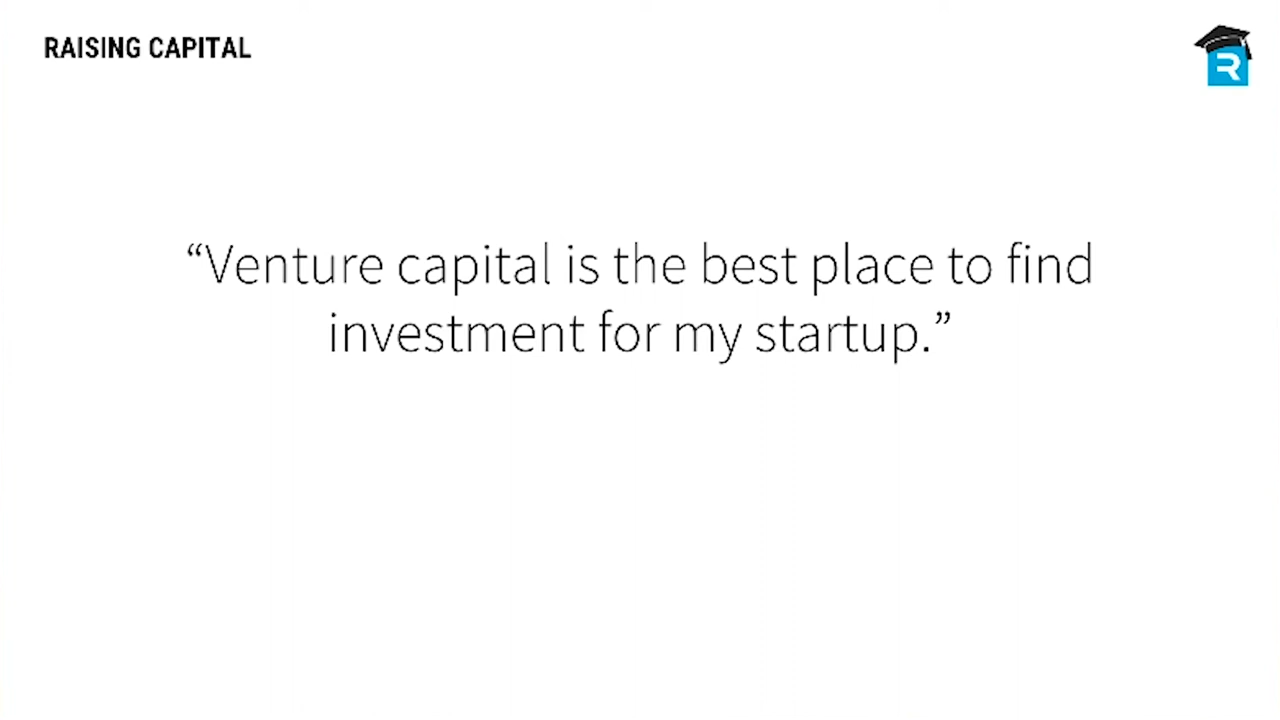 RAISING CAPITAL
R
“Venture capital is the best place to find
investment for my startup.”